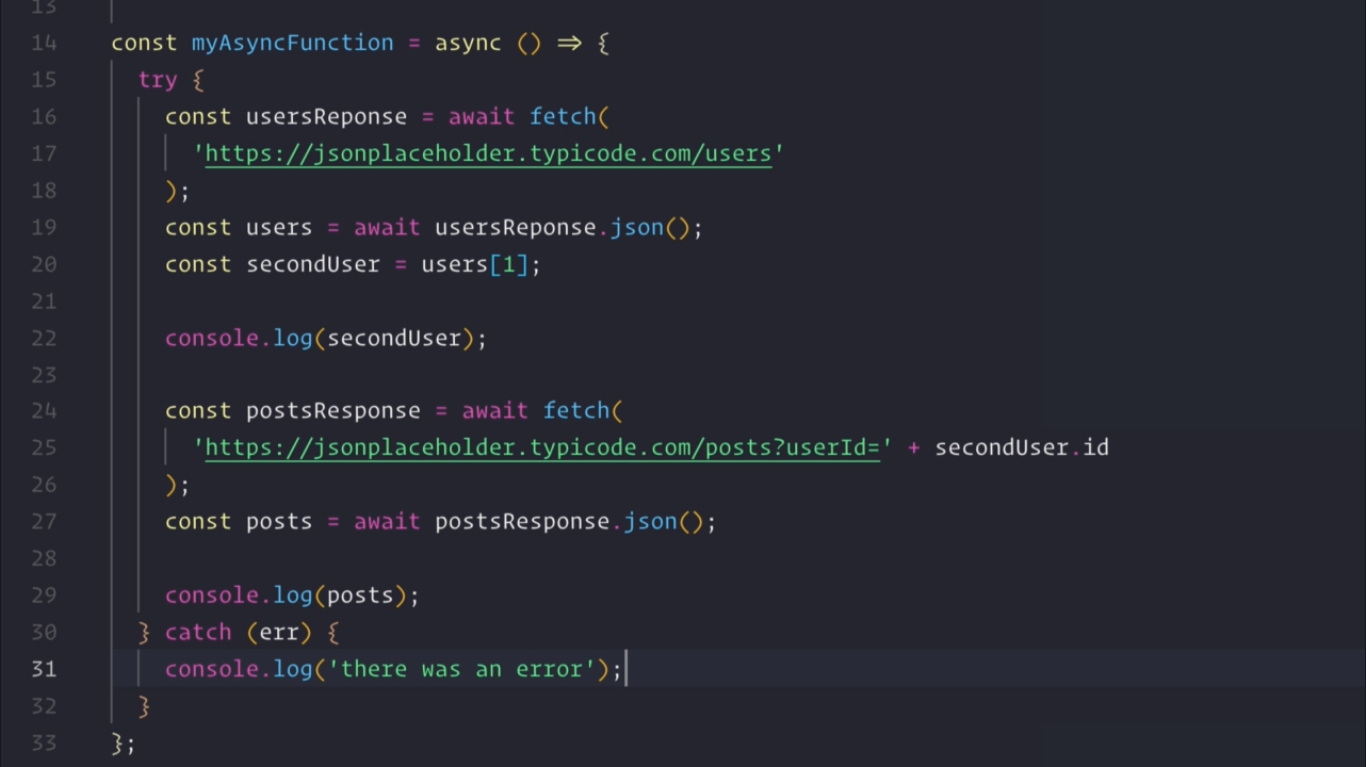 13
14 const myAsyncFunction = async () => {
15 try {
16 const usersReponse = await fetch(
17 'https://jsonplaceholder.typicode.com/users'
18 );
19 const users = await usersReponse.json();
20 const secondUser = users[1];
21
22 console.log(secondUser);
23
24 const postsResponse = await fetch(
25 'https://jsonplaceholder.typicode.com/posts?userId=' + secondUser.id
26 );
27 const posts = await postsResponse.json();
28
29 console.log(posts);
30 } catch (err) {
31 console.log('there was an error');
32 }
33 };